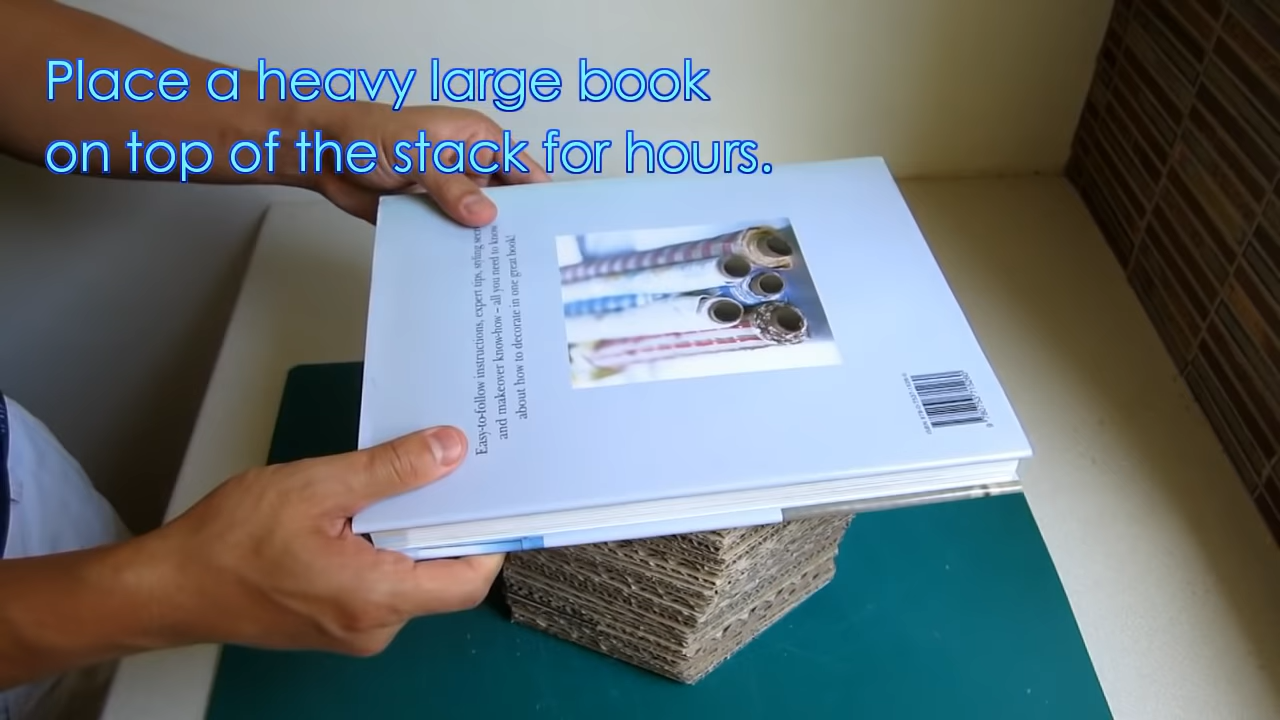 Place a heavy large book
on top of the stack for hours.
Easy-to-follow instructions, expert tips, styling
and makeover know-how – all you need to know
about how to decorate in one great book!